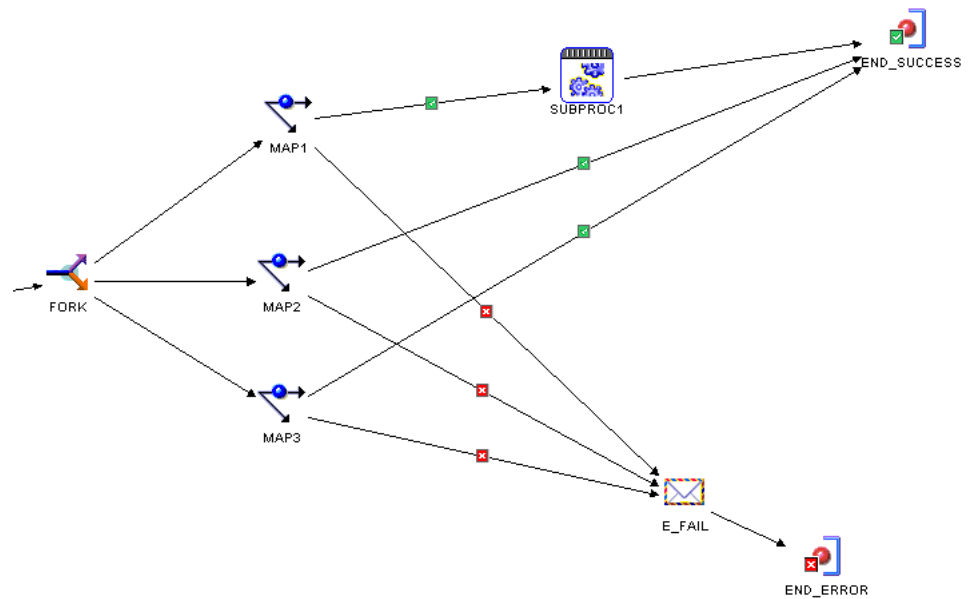 END_SUCCESS
SUBPROC1
MAP1
FORK
MAP2
MAP3
E_FAIL
END_ERROR